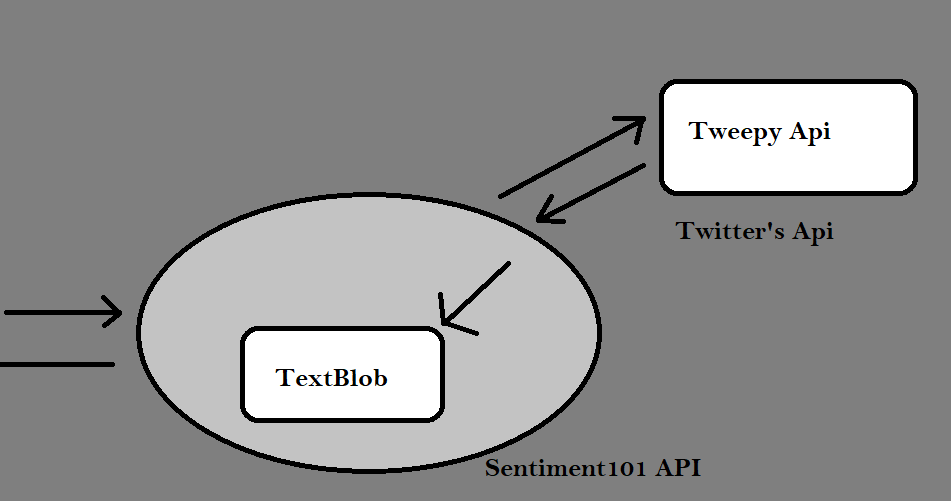 Tweepy Api
Twitter's Api
TextBlob
Sentiment101 API